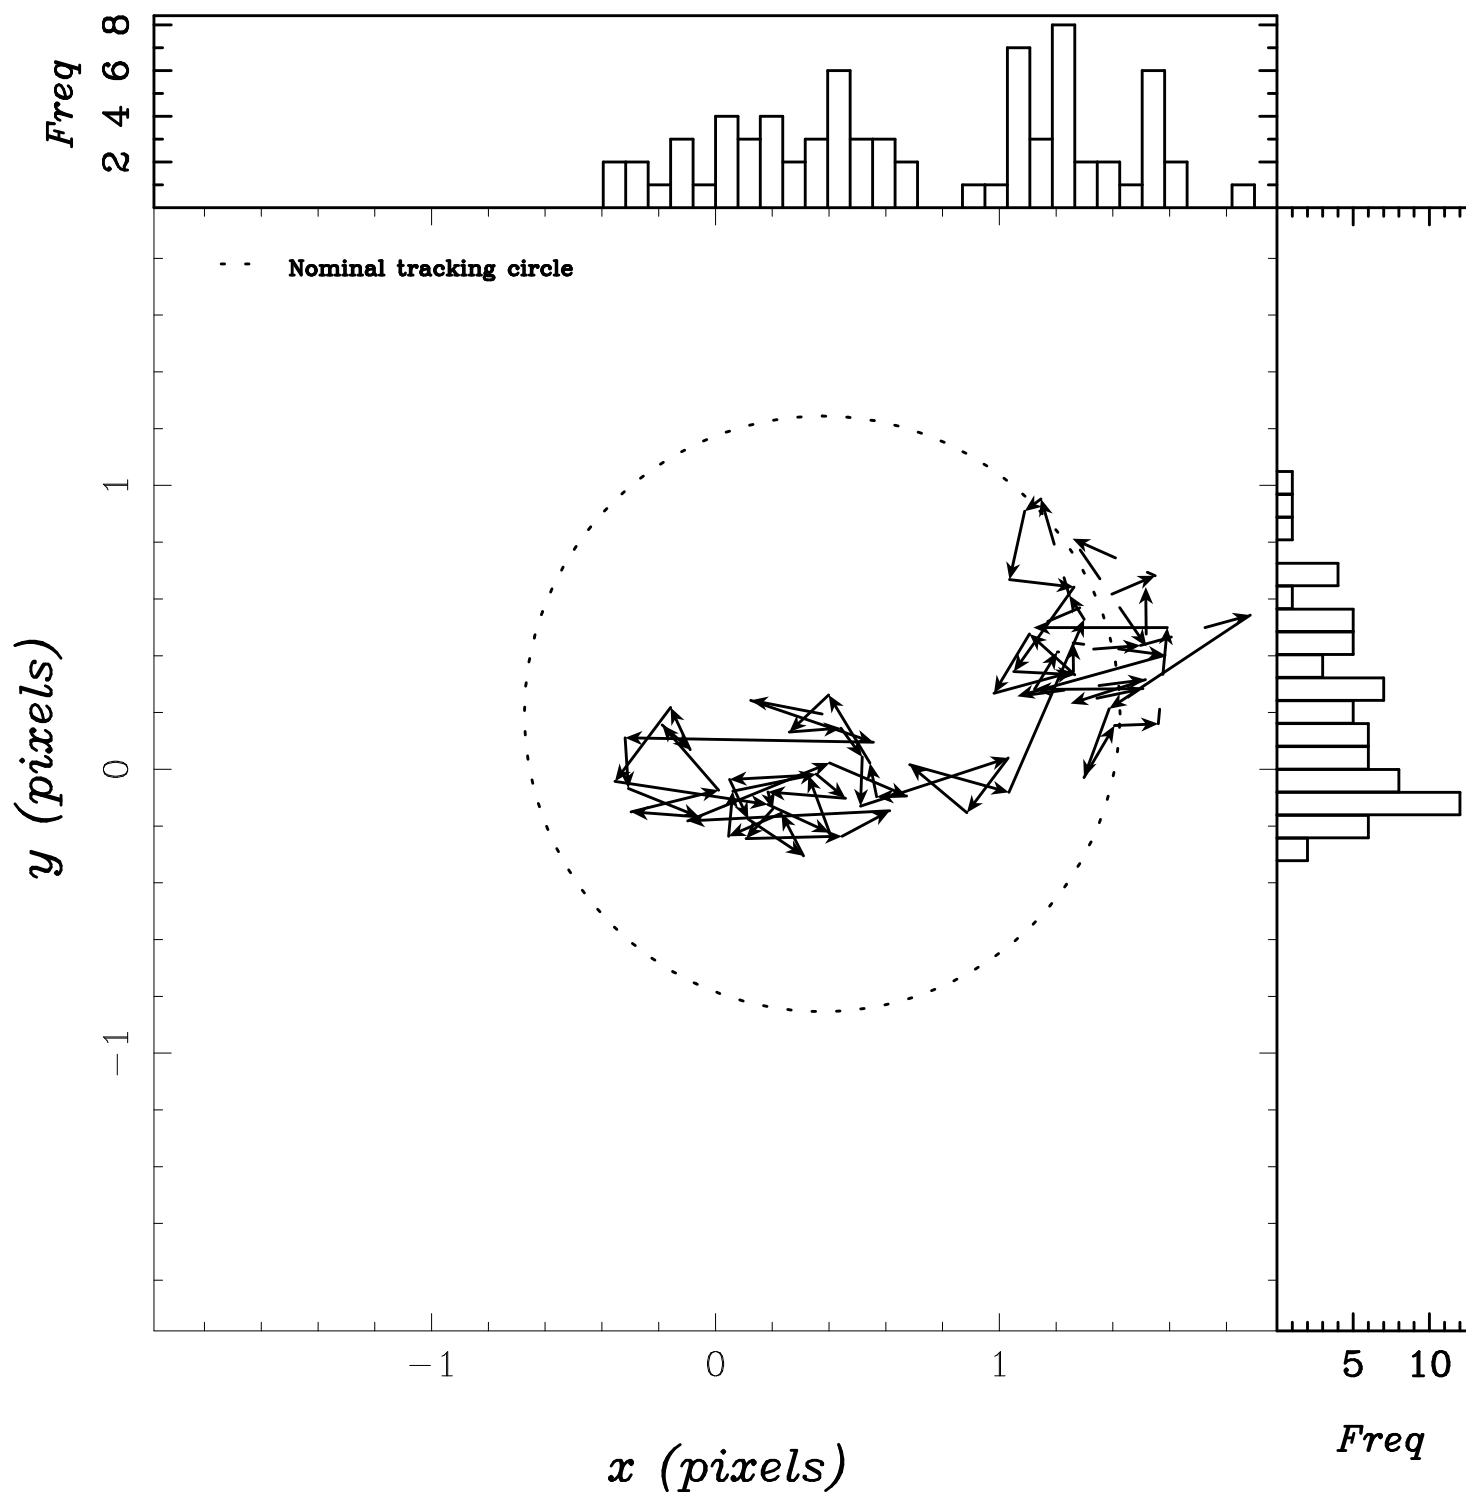 Freq
8
6
4
2
Nominal tracking circle
1
0
−1
y (pixels)
−1 0 1
5 10
x (pixels)
Freq